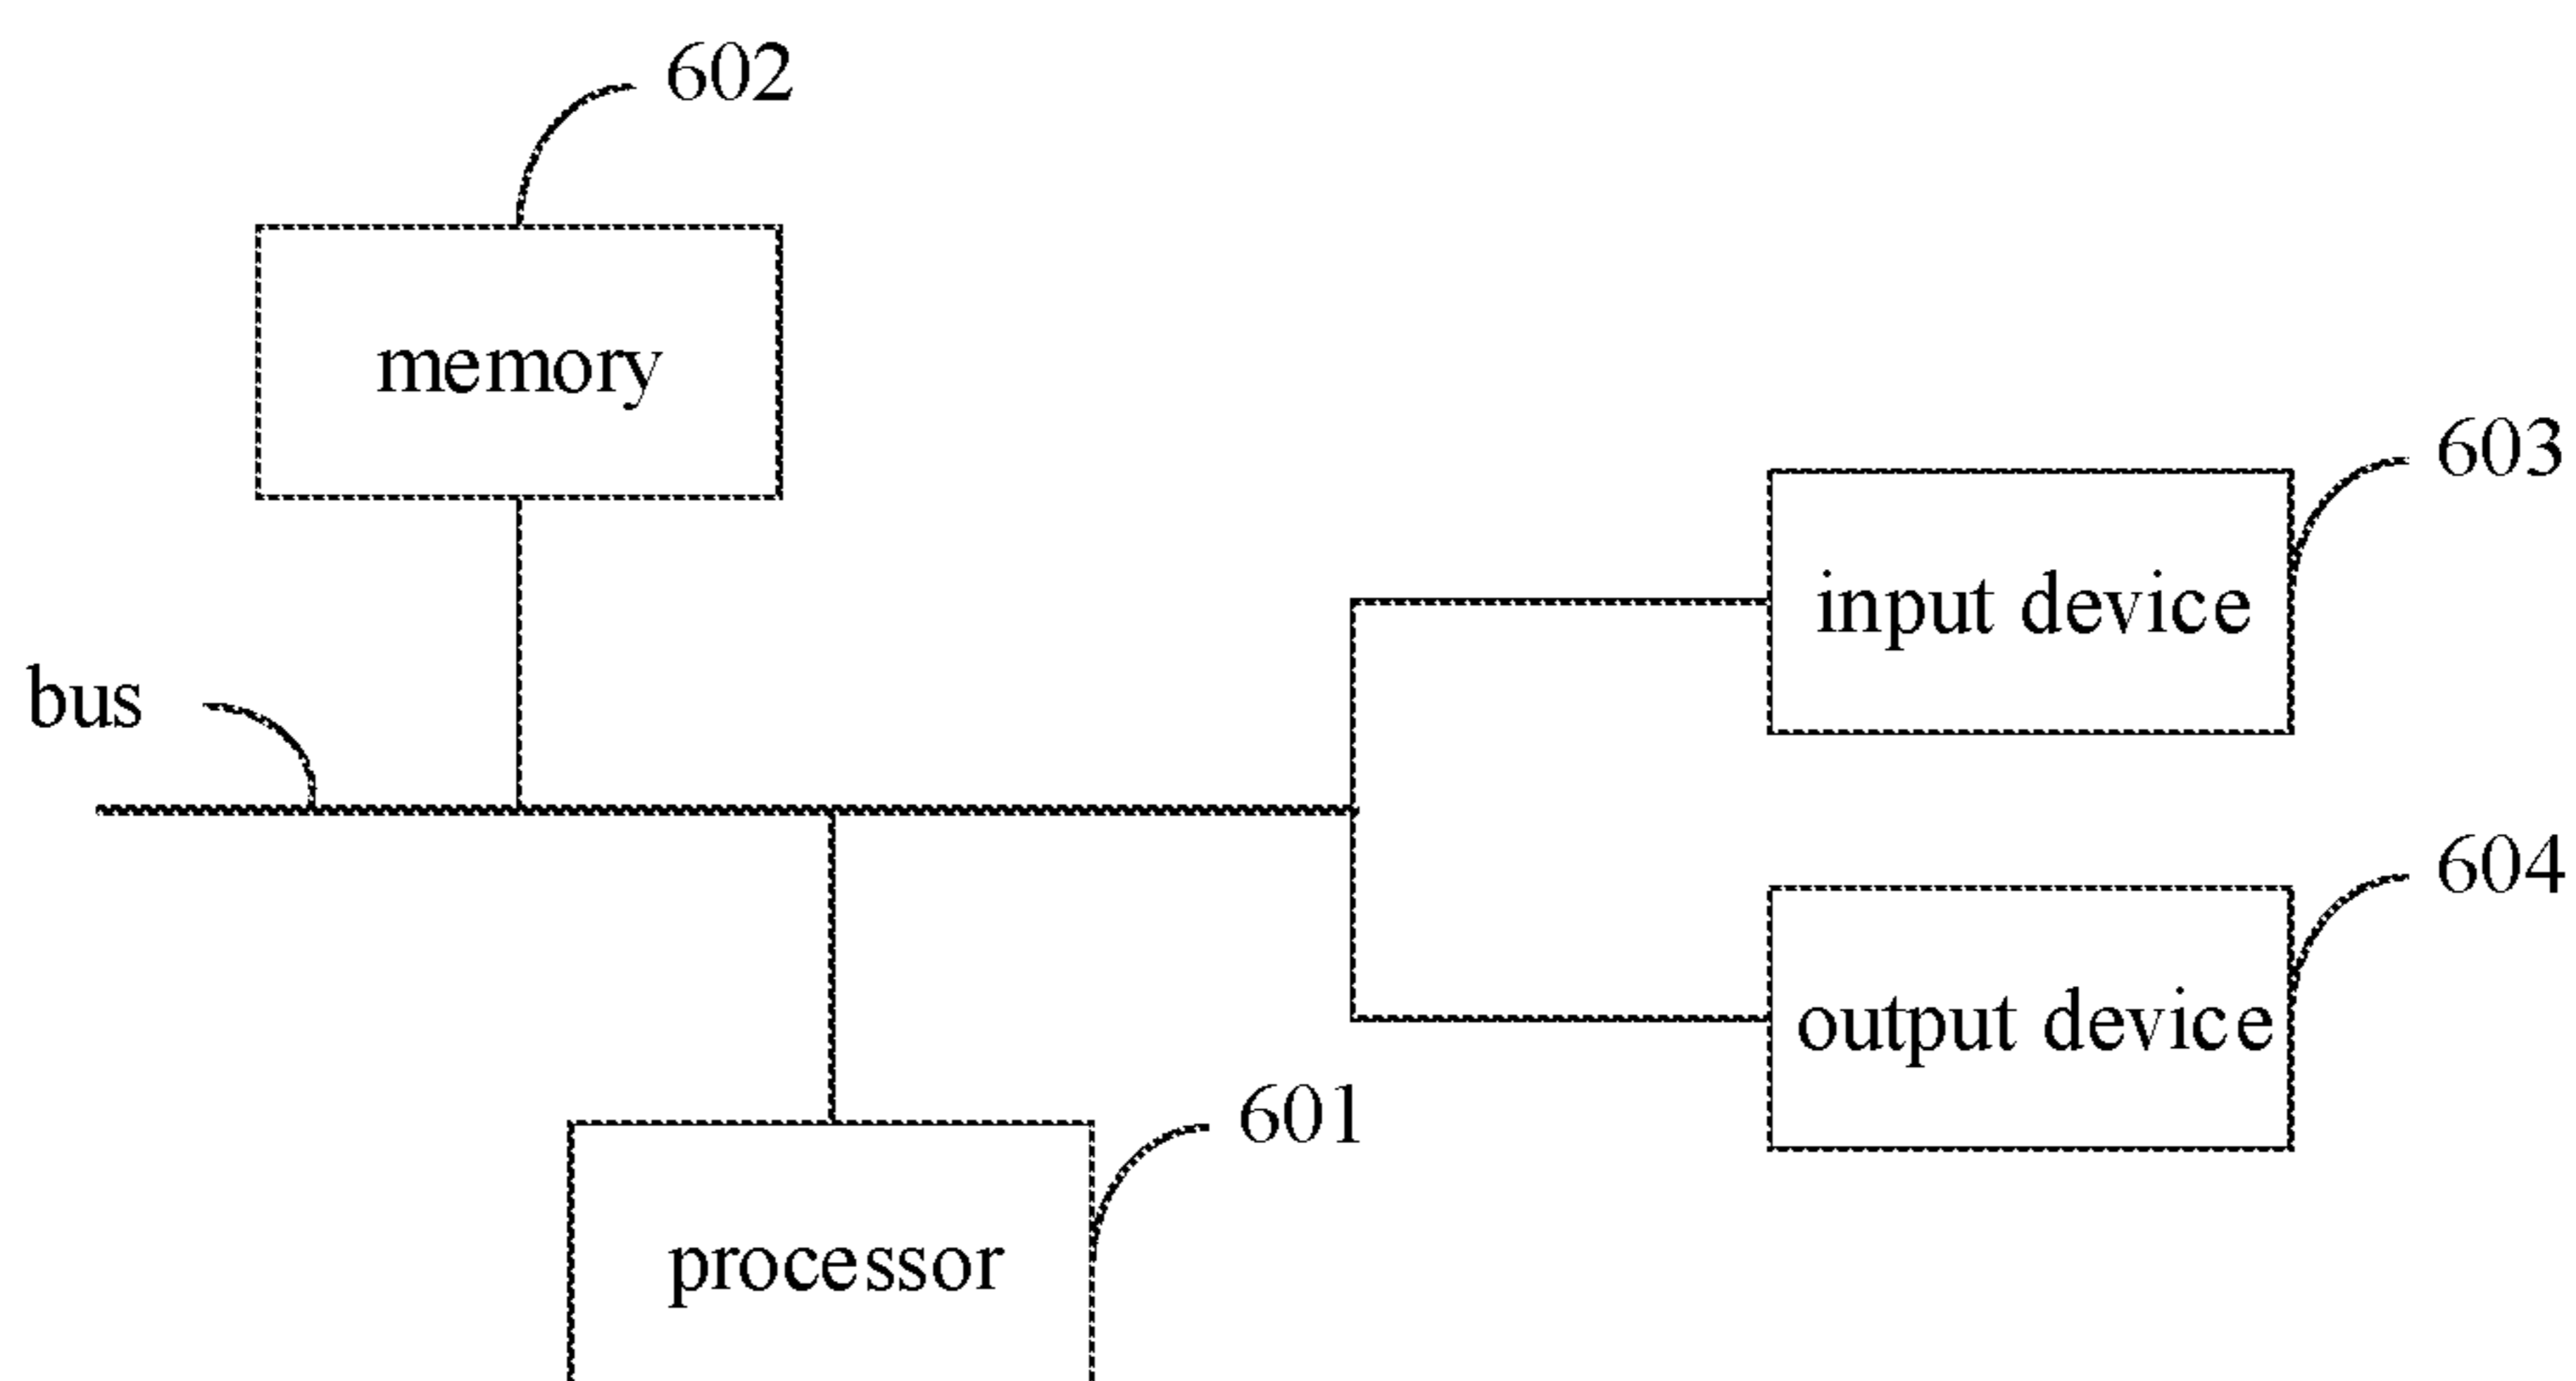 602
memory
603
input device
bus
604
output device
601
processor